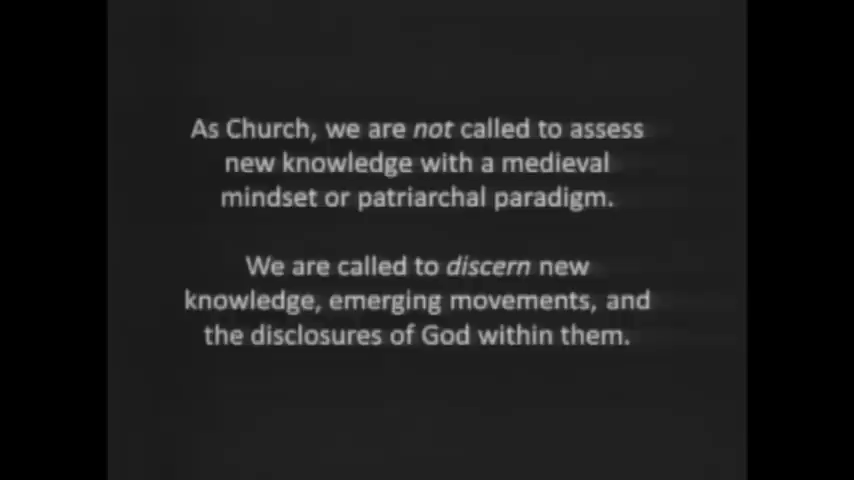 As Church, we are not called to assess
new knowledge with a medieval
mindset or patriarchal paradigm.
We are called to discern new
knowledge, emerging movements, and
the disclosures of God within them.